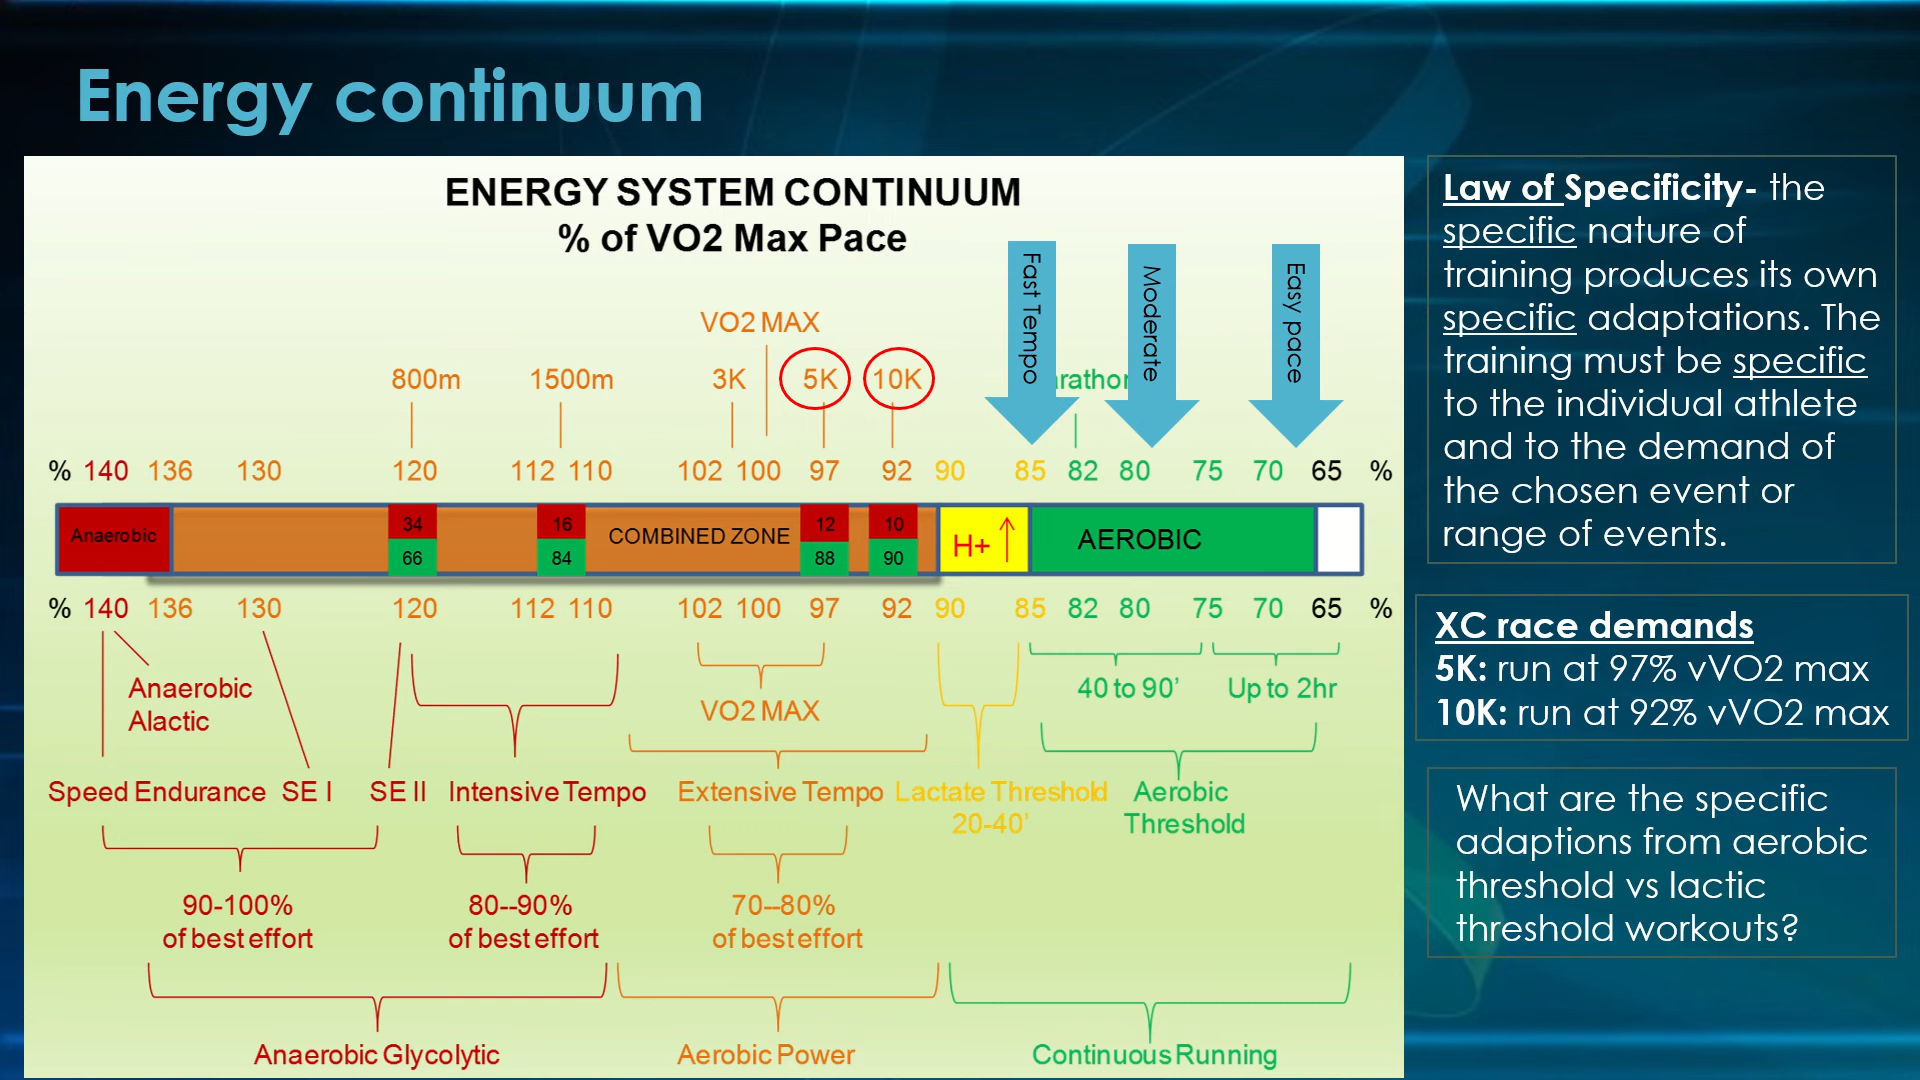 Energy continuum
ENERGY SYSTEM CONTINUUM
% of VO2 Max Pace
Fast Tempo
Moderate
Easy pace
VO2 MAX
800m 1500m 3K 5K 10K arathor
% 140 136 130 120 112 110 102 100 97 92 90 85 82 80 75 70 65 %
Anaerobic
34 16 12 10
COMBINED ZONE
H+
AEROBIC
66 84 88 90
% 140 136 130 120 112 110 102 100 97 92 90 85 82 80 75 70 65 %
Anaerobic
Alactic
VO2 MAX
40 to 90’ Up to 2hr
Speed Endurance SE I SE II Intensive Tempo Extensive Tempo Lactate Threshold
20-40’
Aerobic
Threshold
90-100%
of best effort
80--90%
of best effort
70--80%
of best effort
Anaerobic Glycolytic
Aerobic Power
Continuous Running
Law of Specificity- the
specific nature of
training produces its own
specific adaptations. The
training must be specific
to the individual athlete
and to the demand of
the chosen event or
range of events.
XC race demands
5K: run at 97% vVO2 max
10K: run at 92% vVO2 max
What are the specific
adaptions from aerobic
threshold vs lactic
threshold workouts?